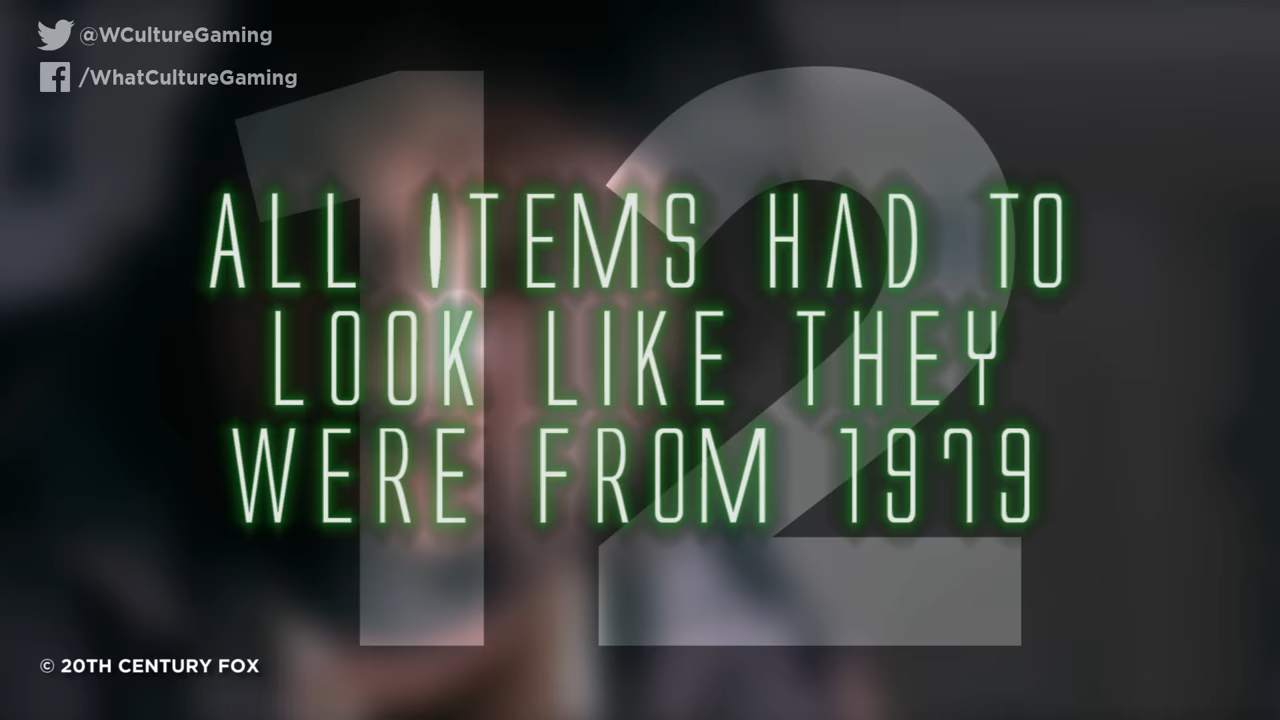 @WCultureGaming
/WhatCultureGaming
12
ALL ITEMS HAD TO
LOOK LIKE THEY
WERE FROM 1979
© 20TH CENTURY FOX